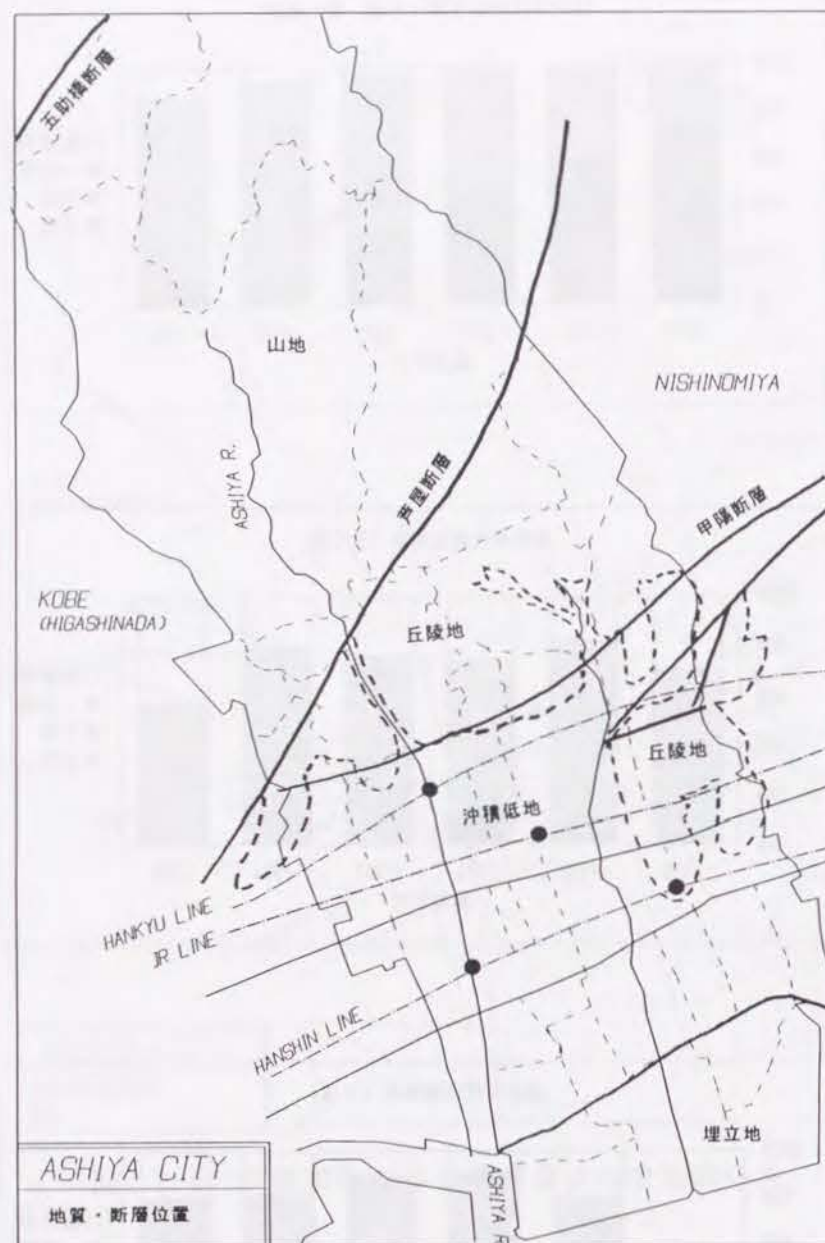 五助橋断層
山地
NISHINOMIYA
ASHIYA R.
芦屋断層
甲陽断層
KOBE
(HIGASHINADA)
丘陵地
丘陵地
沖積低地
HANKYU LINE
JR LINE
HANSHIN LINE
埋立地
ASHIYA CITY
地質・断層位置
ASHIYA R